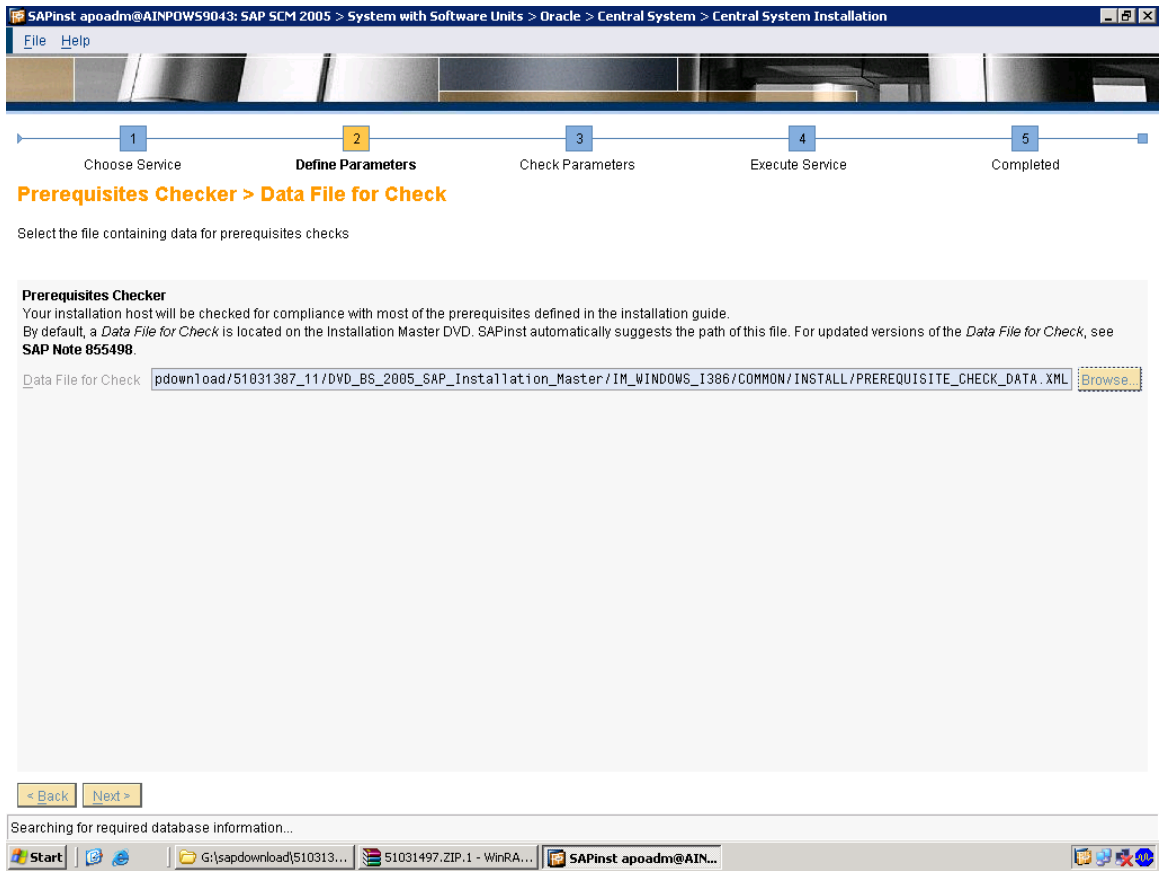 SAPinst apoadm@AINPOWS9043: SAP SCM 2005 > System with Software Units > Oracle > Central System > Central System Installation
File Help
1 2 3 4 5
Choose Service Define Parameters Check Parameters Execute Service Completed
Prerequisites Checker > Data File for Check
Select the file containing data for prerequisites checks
Prerequisites Checker
Your installation host will be checked for compliance with most of the prerequisites defined in the installation guide.
By default, a Data File for Check is located on the Installation Master DVD. SAPinst automatically suggests the path of this file. For updated versions of the Data File for Check, see
SAP Note 855498.
Data File for Check pdownload/51031387_11/DVD_BS_2005_SAP_Installation_Master/IM_WINDOWS_I386/COMMON/INSTALL/PREREQUISITE_CHECK_DATA.XML Browse...
< Back Next >
Searching for required database information...
Start G:\sapdownload\510313... 51031497.ZIP.1 - WinRA... SAPinst apoadm@AIN...